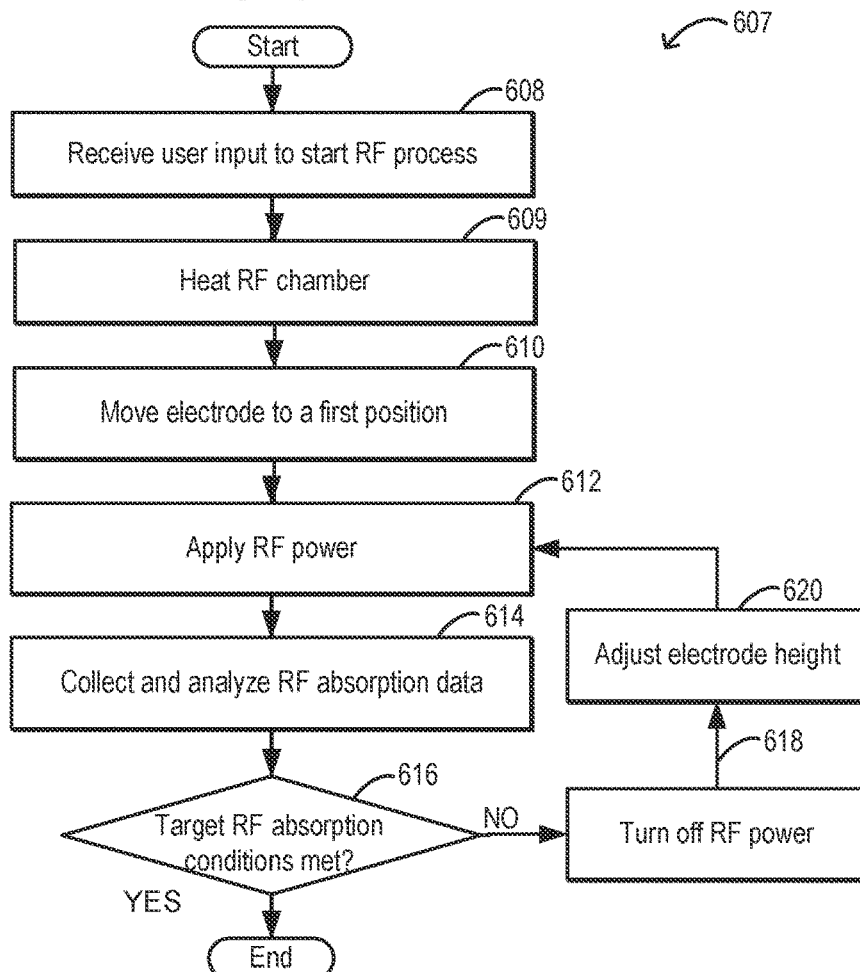 607
Start
608
Receive user input to start RF process
609
Heat RF chamber
610
Move electrode to a first position
612
Apply RF power
614
Collect and analyze RF absorption data
616
Target RF absorption
conditions met?
YES
End
NO
Turn off RF power
618
Adjust electrode height
620